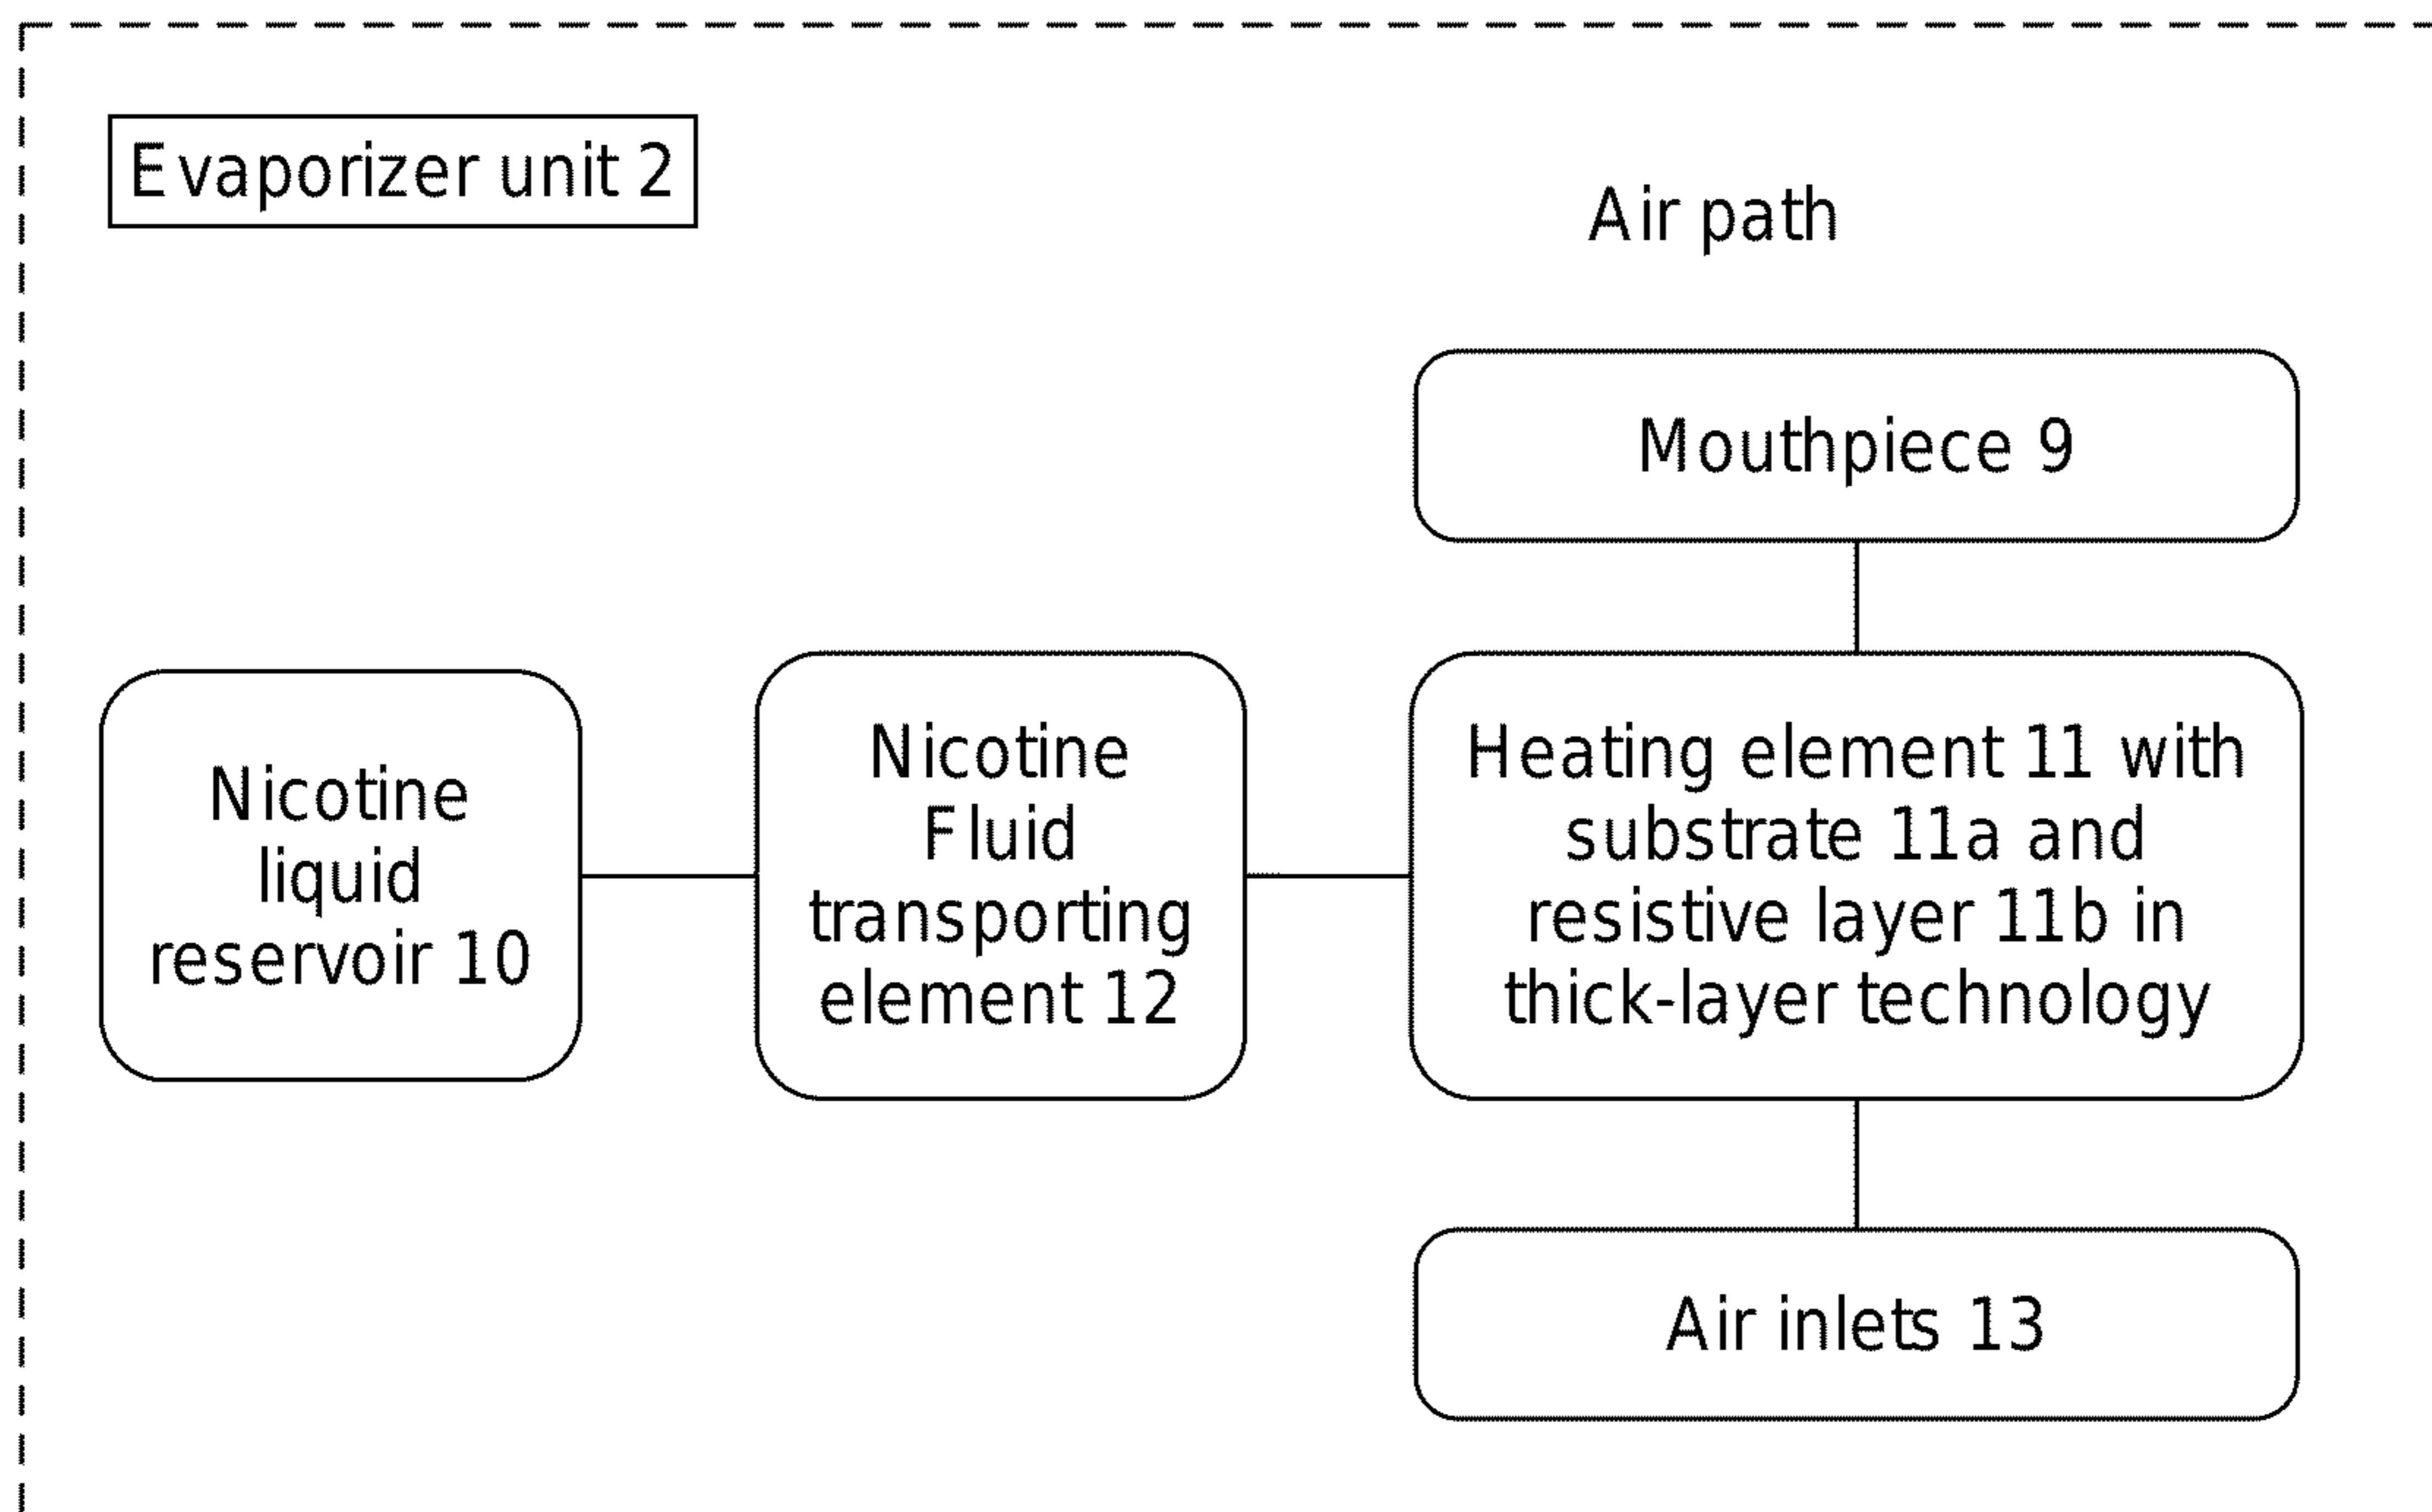 Evaporizer unit 2
Air path
Mouthpiece 9
Nicotine
liquid
reservoir 10
Nicotine
Fluid
transporting
element 12
Heating element 11 with
substrate 11a and
resistive layer 11b in
thick-layer technology
Air inlets 13